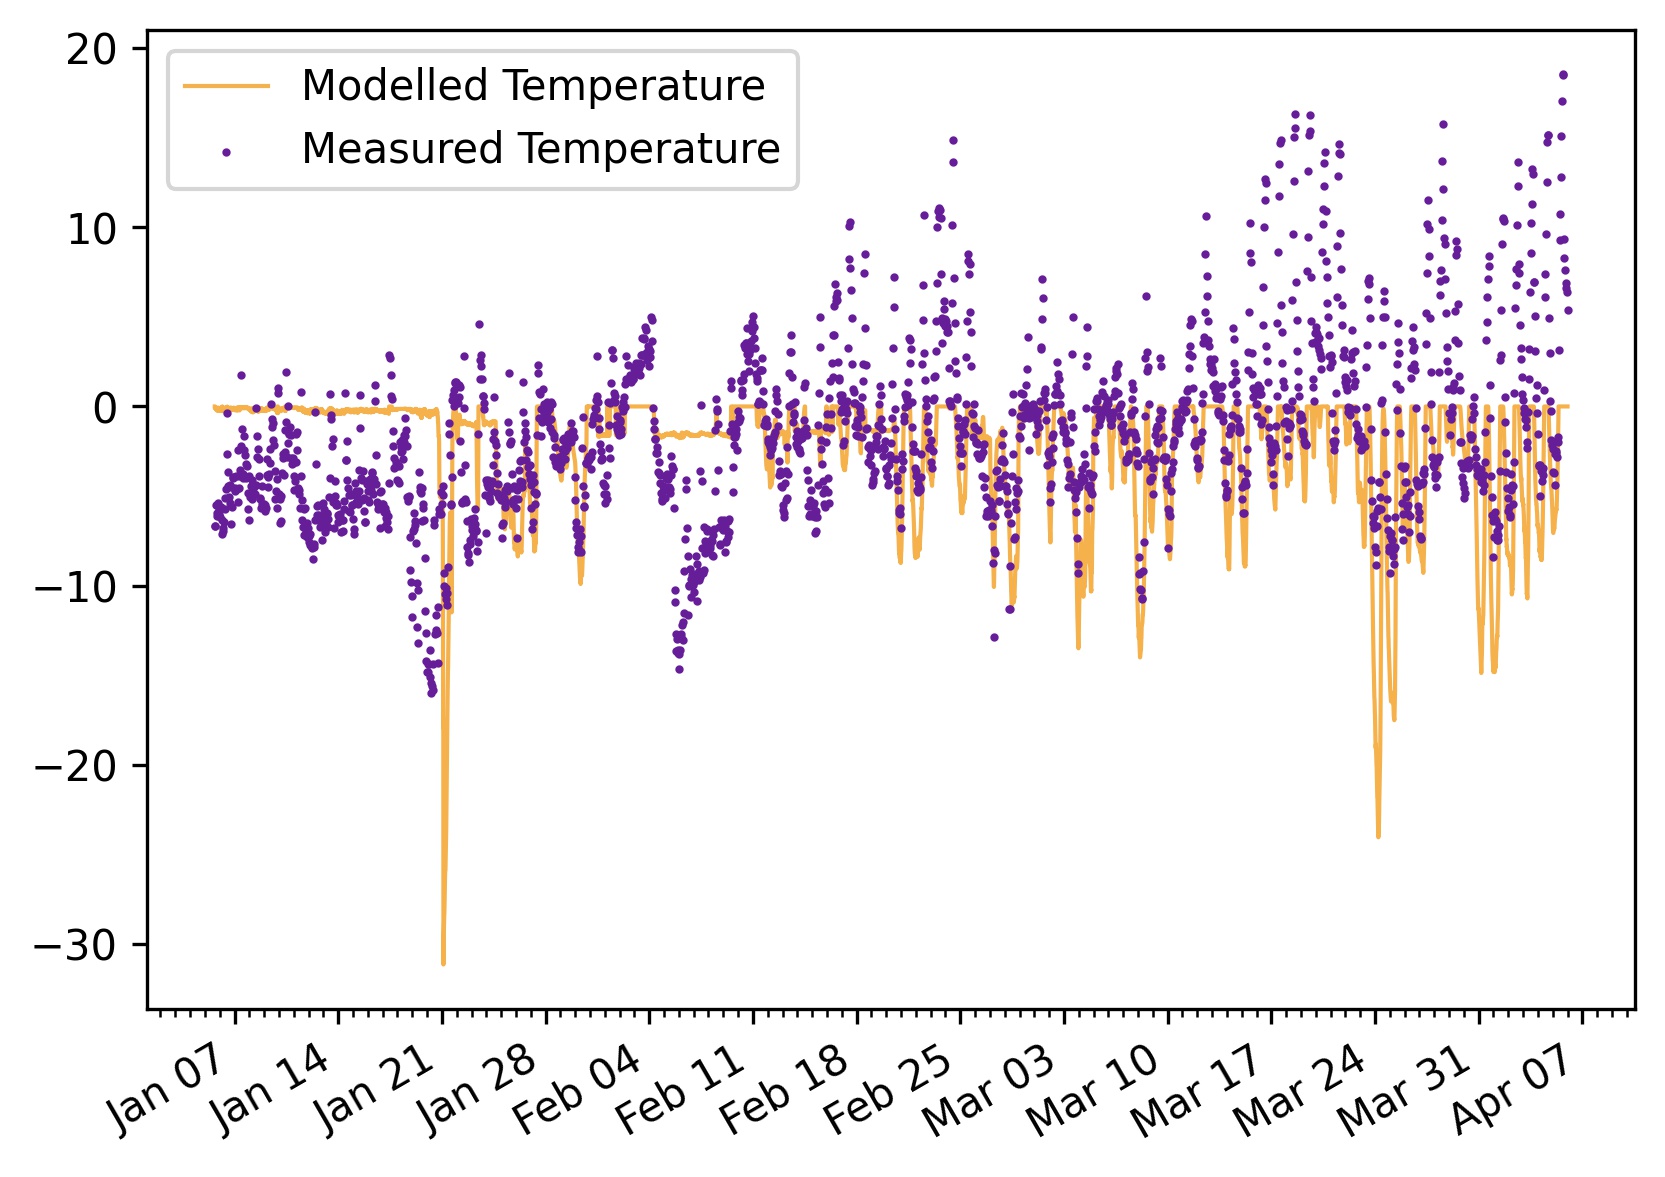 Modelled Temperature
Measured Temperature
20
10
0
−10
−20
−30
Jan 07
Jan 14
Jan 21
Jan 28
Feb 04
Feb 11
Feb 18
Feb 25
Mar 03
Mar 10
Mar 17
Mar 24
Mar 31
Apr 07